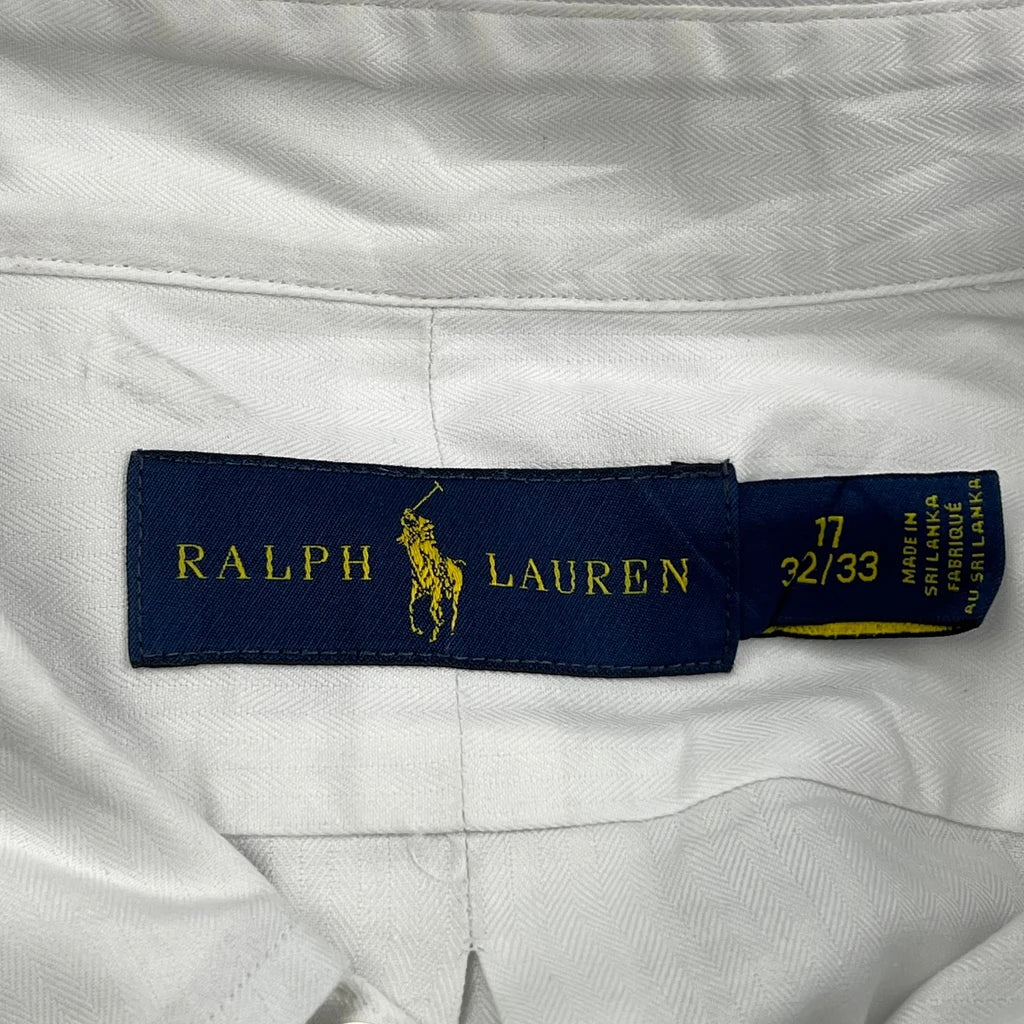 RALPH LAUREN
17
32/33
MADE IN
SRI LANKA
FABRIQUÉ
AU SRI LANKA